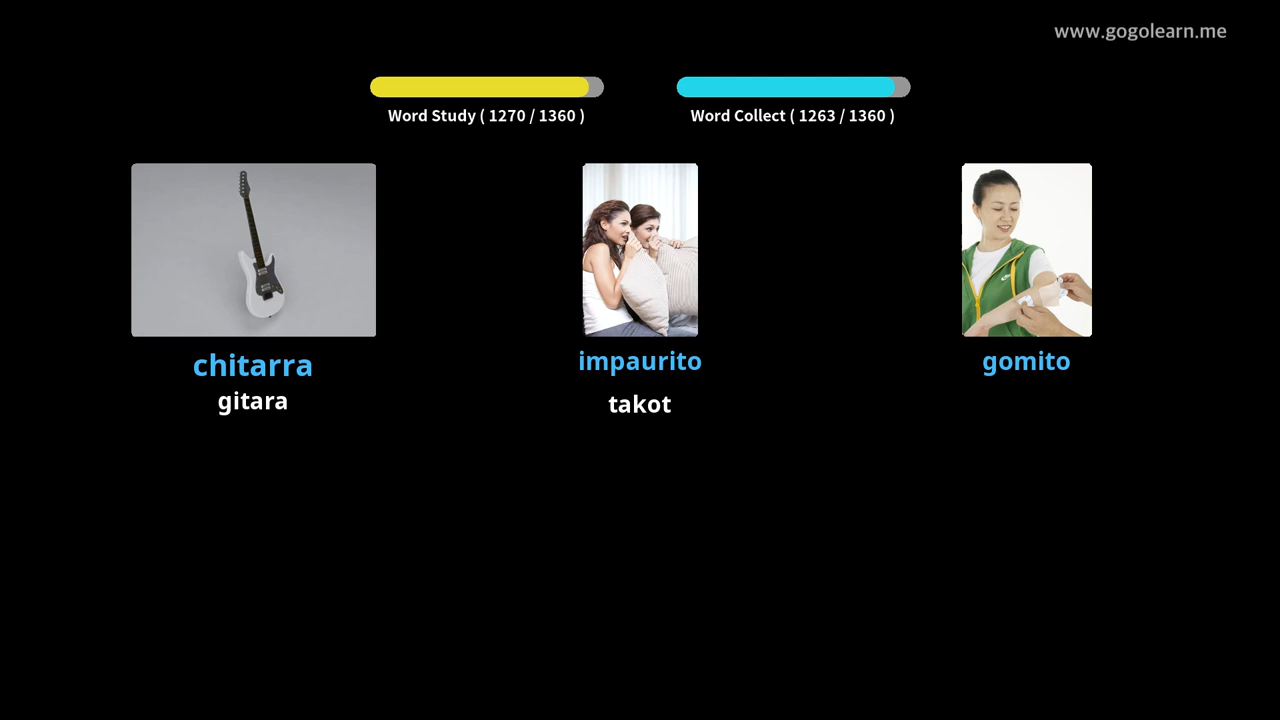 www.gogolearn.me
Word Study ( 1270 / 1360 )
Word Collect ( 1263 / 1360 )
chitarra
gitara
impaurito
takot
gomito